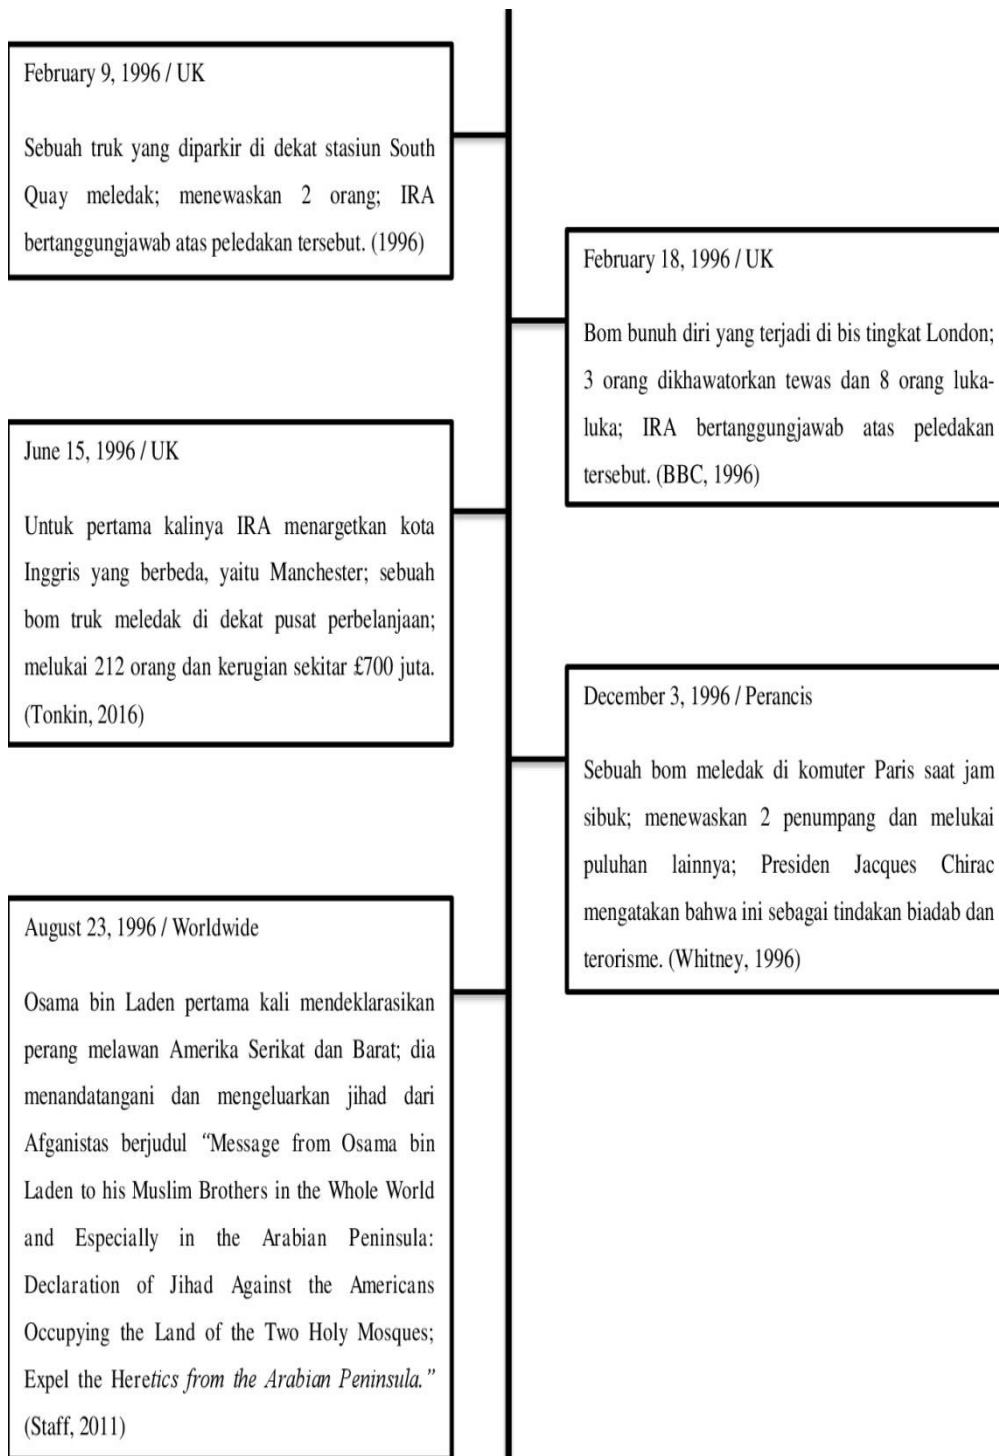 February 9, 1996 / UK
Sebuah truk yang diparkir di dekat stasiun South
Quay meledak; menewaskan 2 orang; IRA
bertanggungjawab atas peledakan tersebut. (1996)
February 18, 1996 / UK
Bom bunuh diri yang terjadi di bis tingkat London;
3 orang dikhawatorkan tewas dan 8 orang luka-
luka; IRA bertanggungjawab atas peledakan
tersebut. (BBC, 1996)
June 15, 1996 / UK
Untuk pertama kalinya IRA menargetkan kota
Inggris yang berbeda, yaitu Manchester; sebuah
bom truk meledak di dekat pusat perbelanjaan;
melukai 212 orang dan kerugian sekitar £700 juta.
(Tonkin, 2016)
December 3, 1996 / Perancis
Sebuah bom meledak di komuter Paris saat jam
sibuk; menewaskan 2 penumpang dan melukai
puluhan lainnya; Presiden Jacques Chirac
mengatakan bahwa ini sebagai tindakan biadab dan
terorisme. (Whitney, 1996)
August 23, 1996 / Worldwide
Osama bin Laden pertama kali mendeklarasikan
perang melawan Amerika Serikat dan Barat; dia
menandatangani dan mengeluarkan jihad dari
Afganistas berjudul “Message from Osama bin
Laden to his Muslim Brothers in the Whole World
and Especially in the Arabian Peninsula:
Declaration of Jihad Against the Americans
Occupying the Land of the Two Holy Mosques;
Expel the Heretics from the Arabian Peninsula.”
(Staff, 2011)